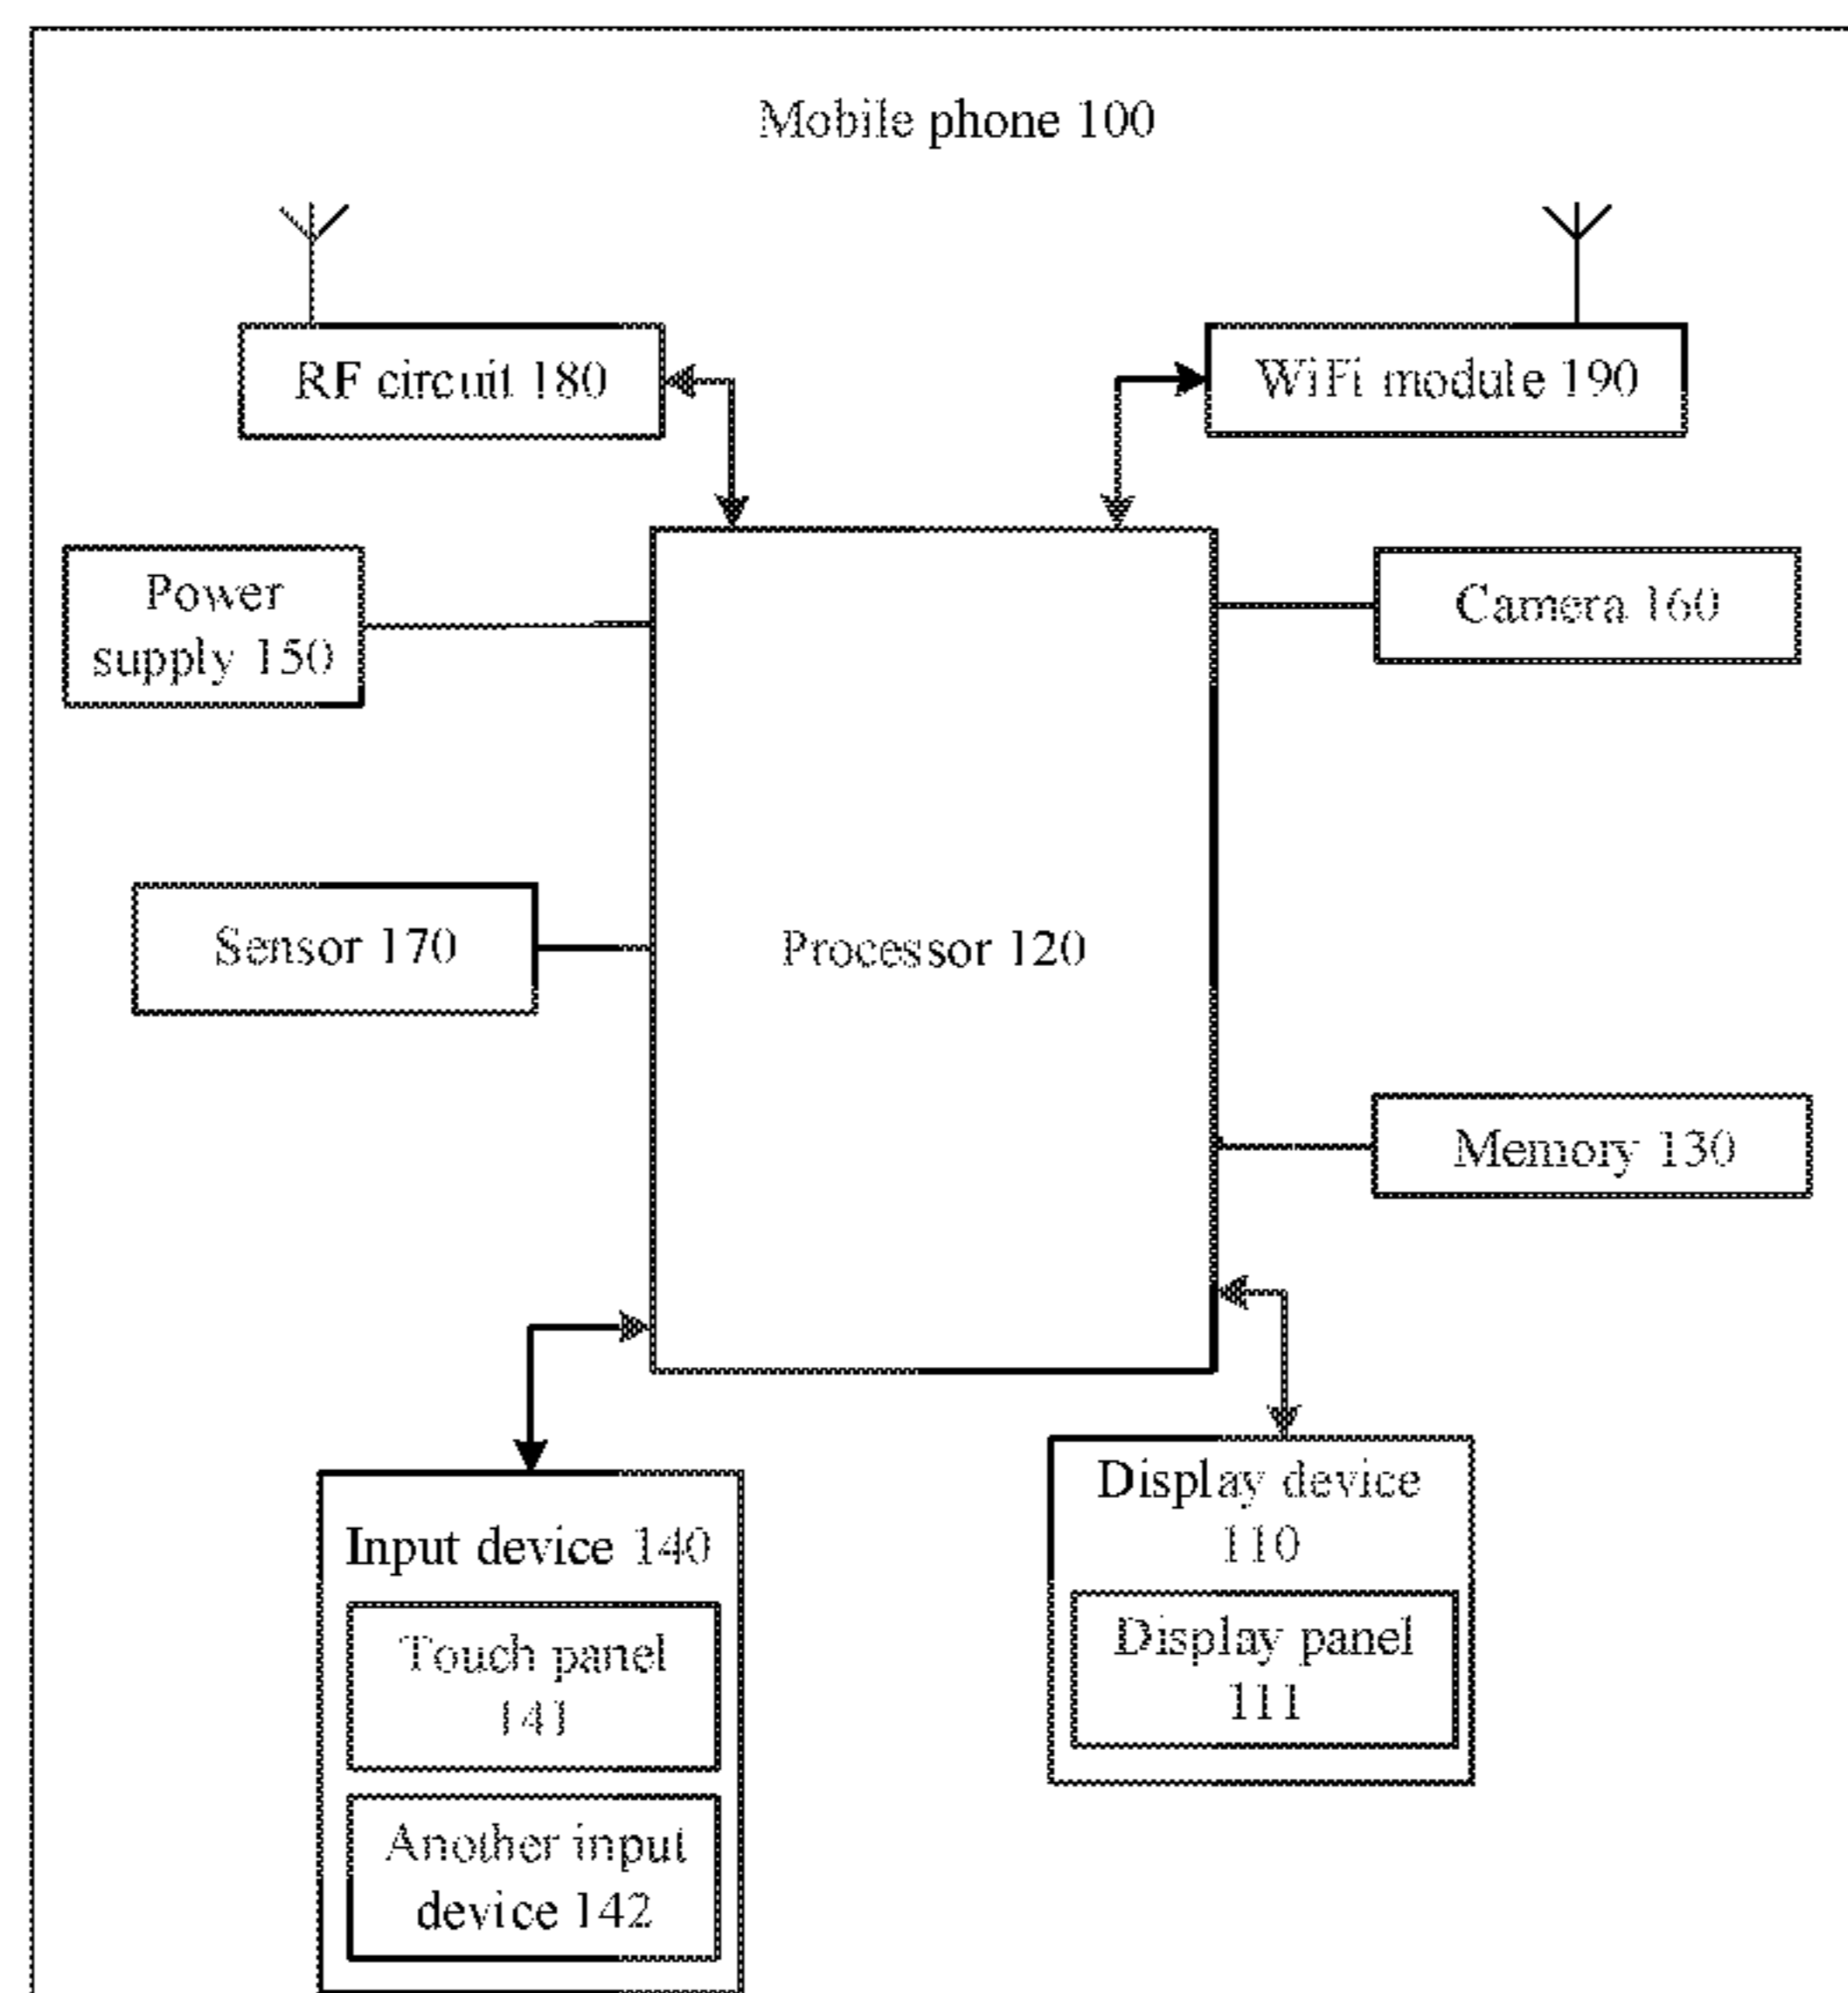 Mobile phone 100
RF circuit 180
WiFi module 190
Power
supply 150
Camera 160
Sensor 170
Processor 120
Memory 130
Input device 140
Touch panel
141
Another input
device 142
Display device
110
Display panel
111